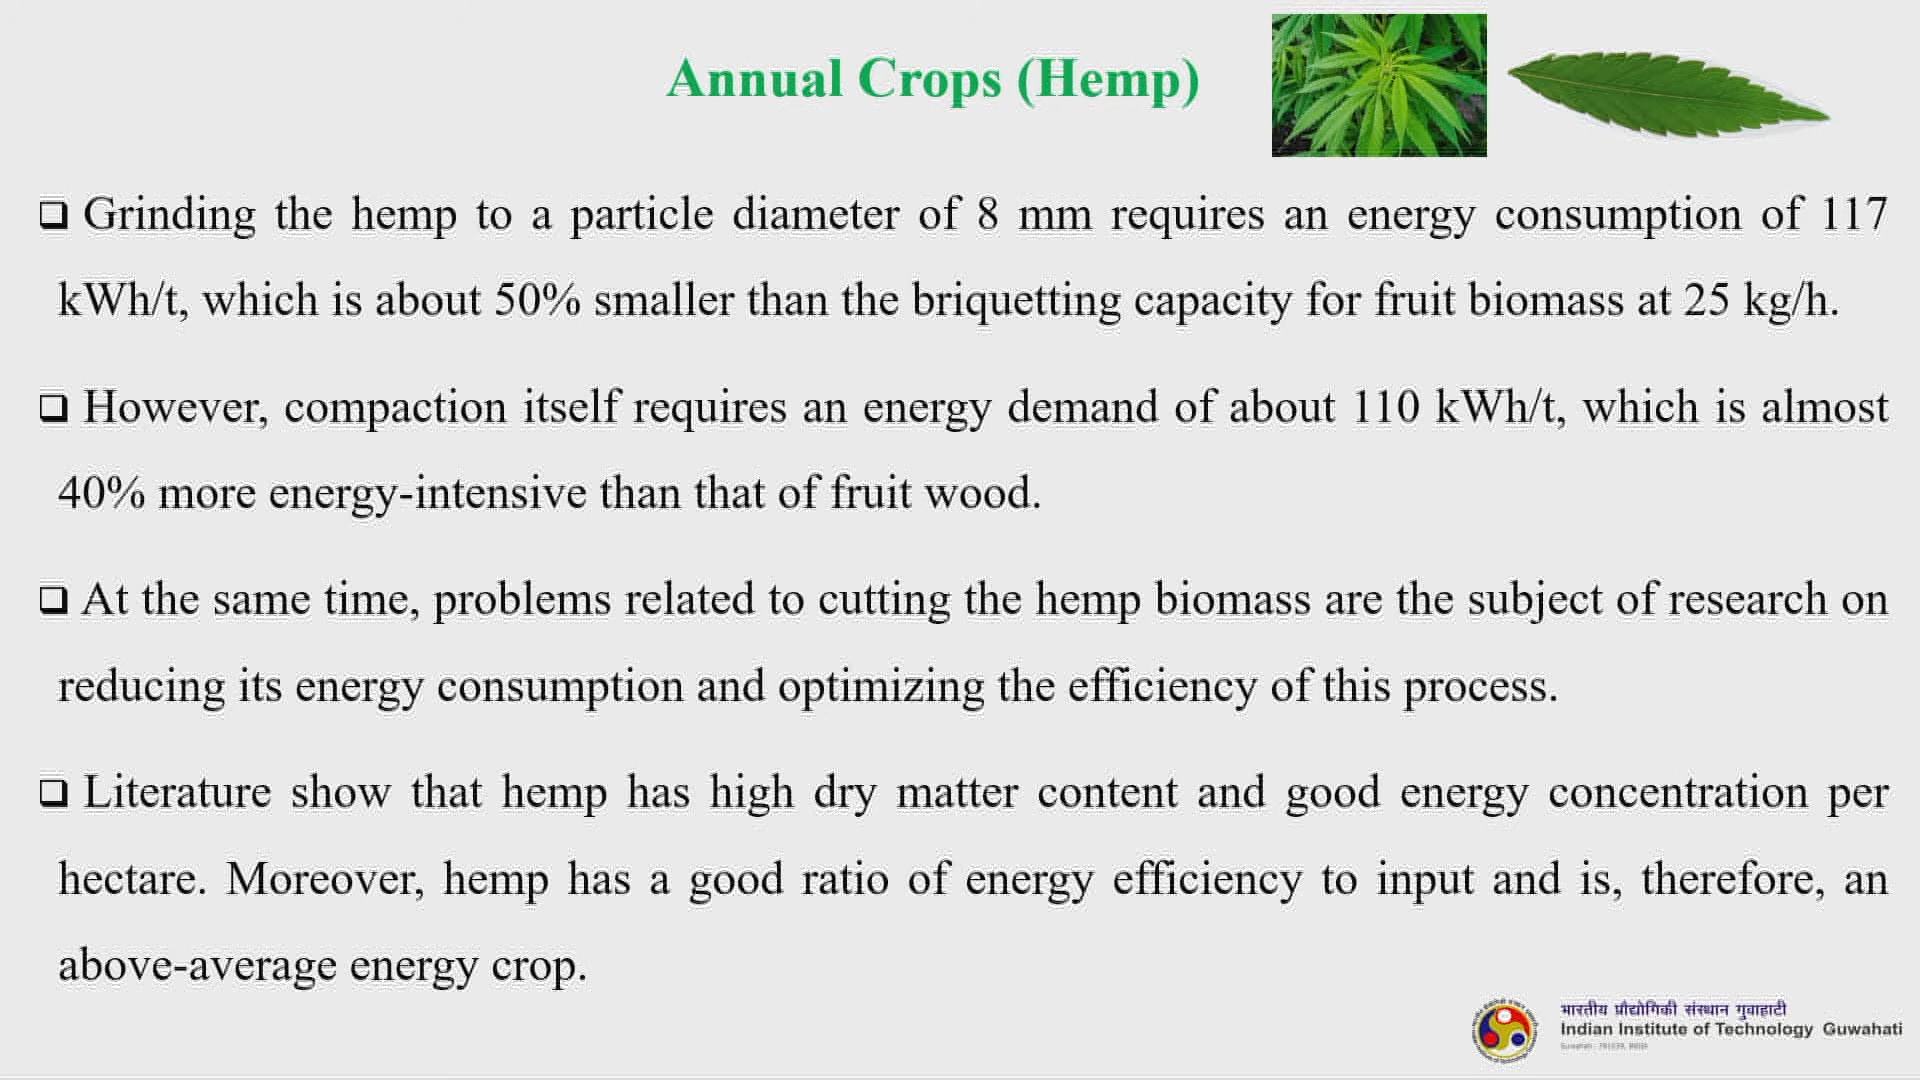 Annual Crops (Hemp)
❑ Grinding the hemp to a particle diameter of 8 mm requires an energy consumption of 117
kWh/t, which is about 50% smaller than the briquetting capacity for fruit biomass at 25 kg/h.
❑ However, compaction itself requires an energy demand of about 110 kWh/t, which is almost
40% more energy-intensive than that of fruit wood.
❑ At the same time, problems related to cutting the hemp biomass are the subject of research on
reducing its energy consumption and optimizing the efficiency of this process.
❑ Literature show that hemp has high dry matter content and good energy concentration per
hectare. Moreover, hemp has a good ratio of energy efficiency to input and is, therefore, an
above-average energy crop.
भारतीय प्रौद्योगिकी संस्थान गुवाहाटी
Indian Institute of Technology Guwahati
Guwahati - 781039, INDIA